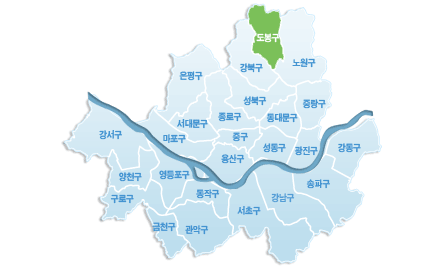 도봉구
강북구
노원구
은평구
성북구
중랑구
서대문구
종로구
동대문구
강서구
마포구
중구
성동구
광진구
강동구
용산구
양천구
영등포구
동작구
송파구
구로구
강남구
서초구
금천구
관악구